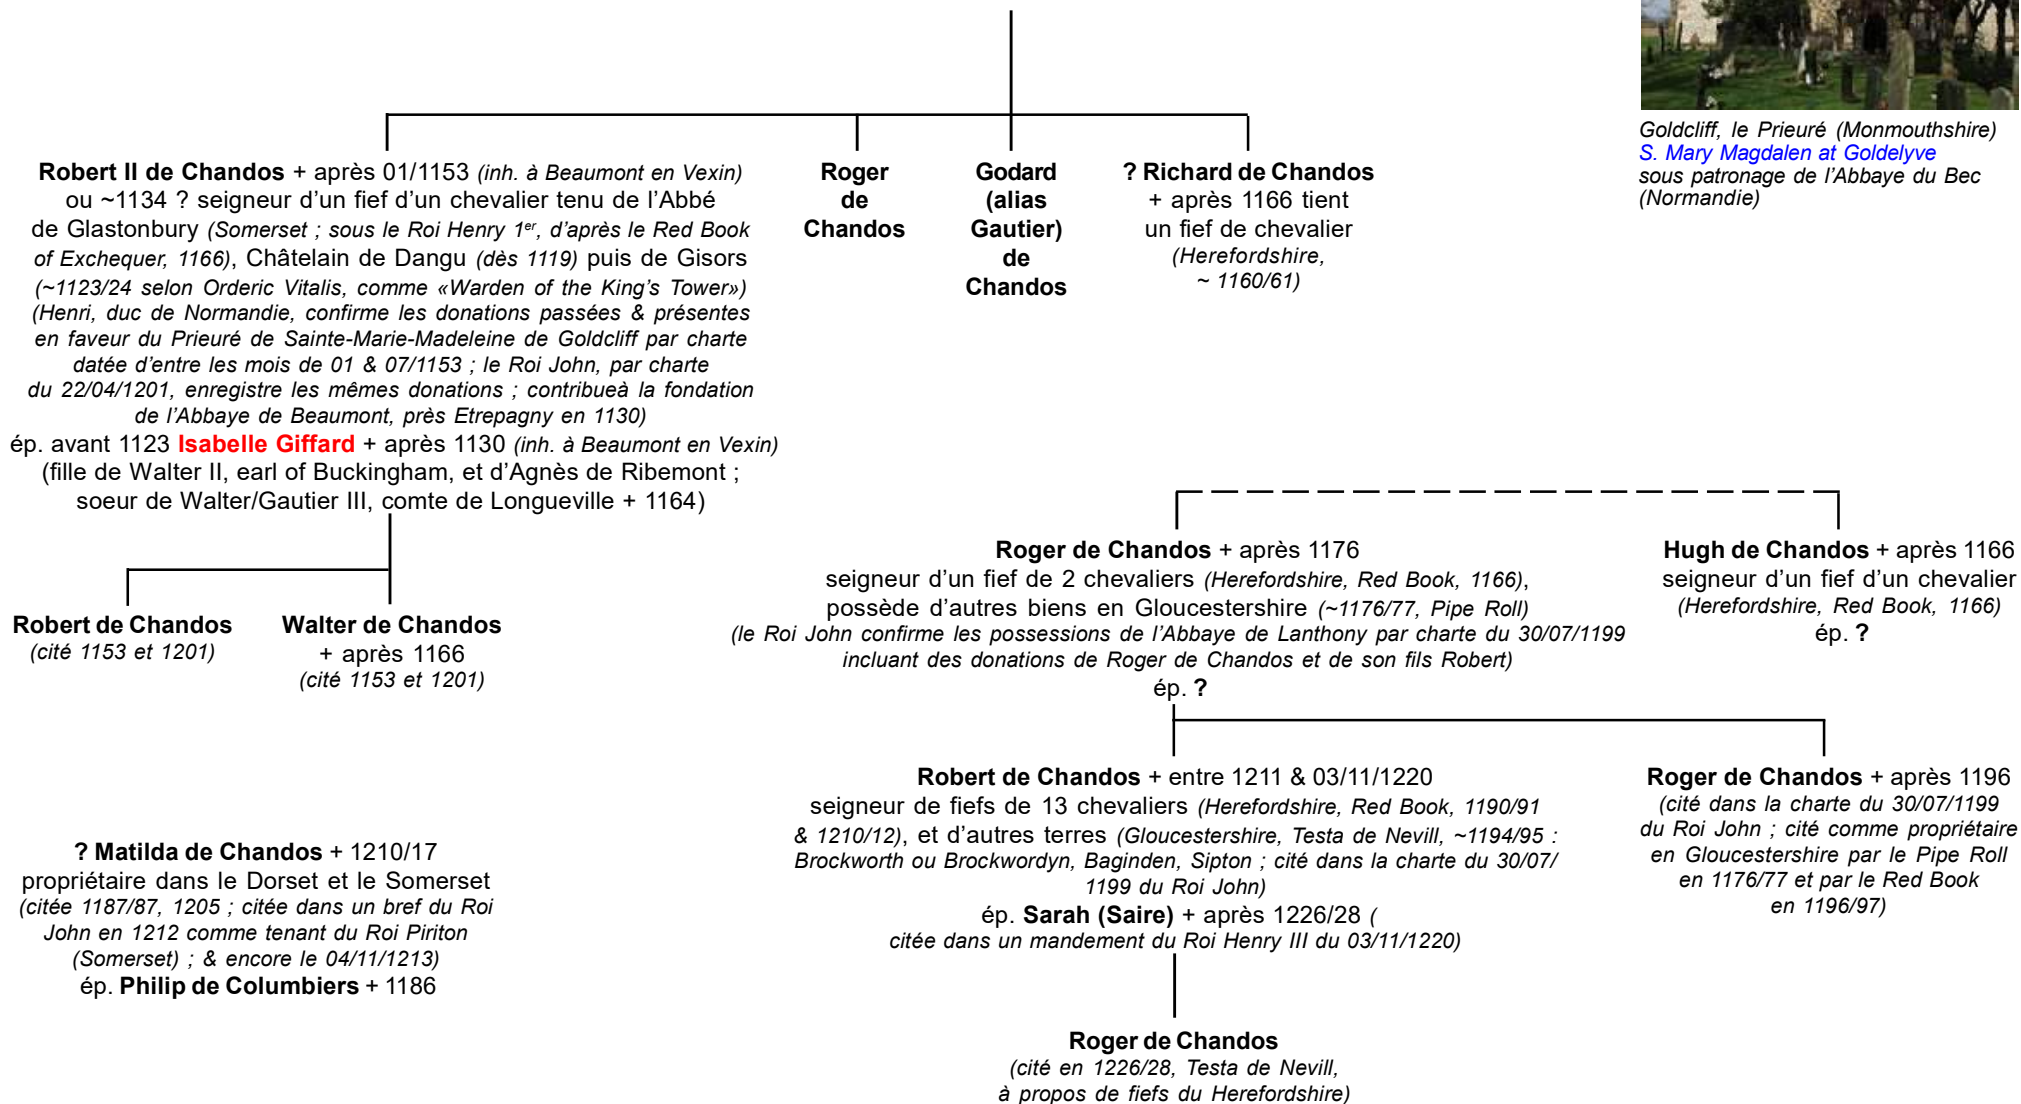 Goldcliff, le Prieuré (Monmouthshire)
S. Mary Magdalen at Goldelyve
sous patronage de l’Abbaye du Bec
(Normandie)
Robert II de Chandos + après 01/1153 (inh. à Beaumont en Vexin)
ou ~1134 ? seigneur d’un fief d’un chevalier tenu de l’Abbé
de Glastonbury (Somerset ; sous le Roi Henry 1er, d’après le Red Book
of Exchequer, 1166), Châtelain de Dangu (dès 1119) puis de Gisors
(~1123/24 selon Orderic Vitalis, comme «Warden of the King’s Tower»)
(Henri, duc de Normandie, confirme les donations passées & présentes
en faveur du Prieuré de Sainte-Marie-Madeleine de Goldcliff par charte
datée d’entre les mois de 01 & 07/1153 ; le Roi John, par charte
du 22/04/1201, enregistre les mêmes donations ; contribueà la fondation
de l’Abbaye de Beaumont, près Etrepagny en 1130)
ép. avant 1123 Isabelle Giffard + après 1130 (inh. à Beaumont en Vexin)
(fille de Walter II, earl of Buckingham, et d’Agnès de Ribemont ;
soeur de Walter/Gautier III, comte de Longueville + 1164)
Roger
de
Chandos
Godard
(alias
Gautier)
de
Chandos
? Richard de Chandos
+ après 1166 tient
un fief de chevalier
(Herefordshire,
~ 1160/61)
Robert de Chandos
(cité 1153 et 1201)
Walter de Chandos
+ après 1166
(cité 1153 et 1201)
Roger de Chandos + après 1176
seigneur d’un fief de 2 chevaliers (Herefordshire, Red Book, 1166),
possède d’autres biens en Gloucestershire (~1176/77, Pipe Roll)
(le Roi John confirme les possessions de l’Abbaye de Lanthony par charte du 30/07/1199
incluant des donations de Roger de Chandos et de son fils Robert)
ép. ?
Hugh de Chandos + après 1166
seigneur d’un fief d’un chevalier
(Herefordshire, Red Book, 1166)
ép. ?
? Matilda de Chandos + 1210/17
propriétaire dans le Dorset et le Somerset
(citée 1187/87, 1205 ; citée dans un bref du Roi
John en 1212 comme tenant du Roi Piriton
(Somerset) ; & encore le 04/11/1213)
ép. Philip de Columbiers + 1186
Robert de Chandos + entre 1211 & 03/11/1220
seigneur de fiefs de 13 chevaliers (Herefordshire, Red Book, 1190/91
& 1210/12), et d’autres terres (Gloucestershire, Testa de Nevill, ~1194/95 :
Brockworth ou Brockwordyn, Baginden, Sipton ; cité dans la charte du 30/07/
1199 du Roi John)
ép. Sarah (Saire) + après 1226/28 (
citée dans un mandement du Roi Henry III du 03/11/1220)
Roger de Chandos + après 1196
(cité dans la charte du 30/07/1199
du Roi John ; cité comme propriétaire
en Gloucestershire par le Pipe Roll
en 1176/77 et par le Red Book
en 1196/97)
Roger de Chandos
(cité en 1226/28, Testa de Nevill,
à propos de fiefs du Herefordshire)